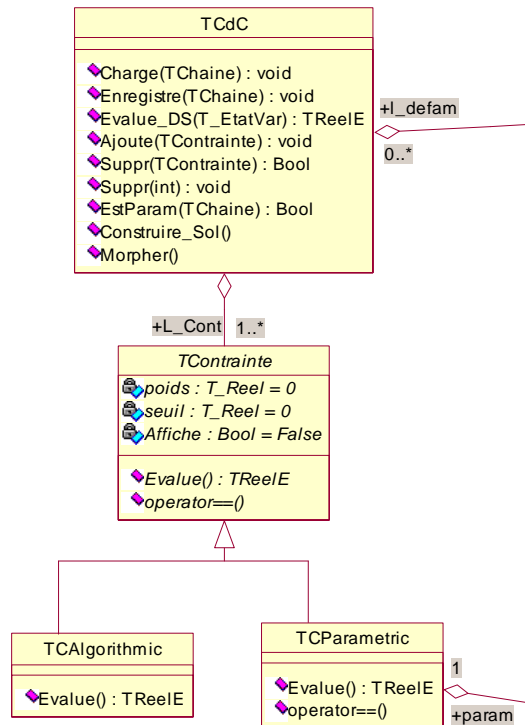 TCdC
Charge(TChaine) : void
Enregistre(TChaine) : void
Evalue_DS(T_EtatVar) : TReelE
Ajoute(TContrainte) : void
Suppr(TContrainte) : Bool
Suppr(int) : void
EstParam(TChaine) : Bool
Construire_Sol()
Morpher()
+l_defam
0..*
+L_Cont 1..*
TContrainte
poids : T_Reel = 0
seuil : T_Reel = 0
Affiche : Bool = False
Evalue() : TReelE
operator==()
TCAlgorithmic
Evalue() : TReelE
TCParametric
Evalue() : TReelE
operator==()
1
+param